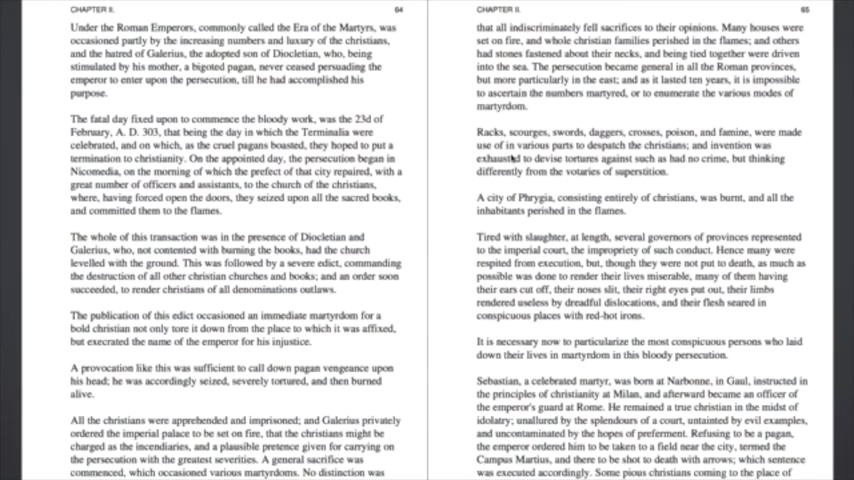 CHAPTER II. 64
Under the Roman Emperors, commonly called the Era of the Martyrs, was
occasioned partly by the increasing numbers and luxury of the christians,
and the hatred of Galerius, the adopted son of Diocletian, who, being
stimulated by his mother, a bigoted pagan, never ceased persuading the
emperor to enter upon the persecution, till he had accomplished his
purpose.
The fatal day fixed upon to commence the bloody work, was the 23d of
February, A. D. 303, that being the day in which the Terminalia were
celebrated, and on which, as the cruel pagans boasted, they hoped to put a
termination to christianity. On the appointed day, the persecution began in
Nicomedia, on the morning of which the prefect of that city repaired, with a
great number of officers and assistants, to the church of the christians,
where, having forced open the doors, they seized upon all the sacred books,
and committed them to the flames.
The whole of this transaction was in the presence of Diocletian and
Galerius, who, not contented with burning the books, had the church
levelled with the ground. This was followed by a severe edict, commanding
the destruction of all other christian churches and books; and an order soon
succeeded, to render christians of all denominations outlaws.
The publication of this edict occasioned an immediate martyrdom for a
bold christian not only tore it down from the place to which it was affixed,
but execrated the name of the emperor for his injustice.
A provocation like this was sufficient to call down pagan vengeance upon
his head; he was accordingly seized, severely tortured, and then burned
alive.
All the christians were apprehended and imprisoned; and Galerius privately
ordered the imperial palace to be set on fire, that the christians might be
charged as the incendiaries, and a plausible pretence given for carrying on
the persecution with the greatest severities. A general sacrifice was
commenced, which occasioned various martyrdoms. No distinction was
CHAPTER II. 65
that all indiscriminately fell sacrifices to their opinions. Many houses were
set on fire, and whole christian families perished in the flames; and others
had stones fastened about their necks, and being tied together were driven
into the sea. The persecution became general in all the Roman provinces,
but more particularly in the east; and as it lasted ten years, it is impossible
to ascertain the numbers martyred, or to enumerate the various modes of
martyrdom.
Racks, scourges, swords, daggers, crosses, poison, and famine, were made
use of in various parts to despatch the christians; and invention was
exhausted to devise tortures against such as had no crime, but thinking
differently from the votaries of superstition.
A city of Phrygia, consisting entirely of christians, was burnt, and all the
inhabitants perished in the flames.
Tired with slaughter, at length, several governors of provinces represented
to the imperial court, the impropriety of such conduct. Hence many were
respited from execution, but, though they were not put to death, as much as
possible was done to render their lives miserable, many of them having
their ears cut off, their noses slit, their right eyes put out, their limbs
rendered useless by dreadful dislocations, and their flesh seared in
conspicuous places with red-hot irons.
It is necessary now to particularize the most conspicuous persons who laid
down their lives in martyrdom in this bloody persecution.
Sebastian, a celebrated martyr, was born at Narbonne, in Gaul, instructed in
the principles of christianity at Milan, and afterward became an officer of
the emperor's guard at Rome. He remained a true christian in the midst of
idolatry; unallured by the splendours of a court, untainted by evil examples,
and uncontaminated by the hopes of preferment. Refusing to be a pagan,
the emperor ordered him to be taken to a field near the city, termed the
Campus Martius, and there to be shot to death with arrows; which sentence
was executed accordingly. Some pious christians coming to the place of